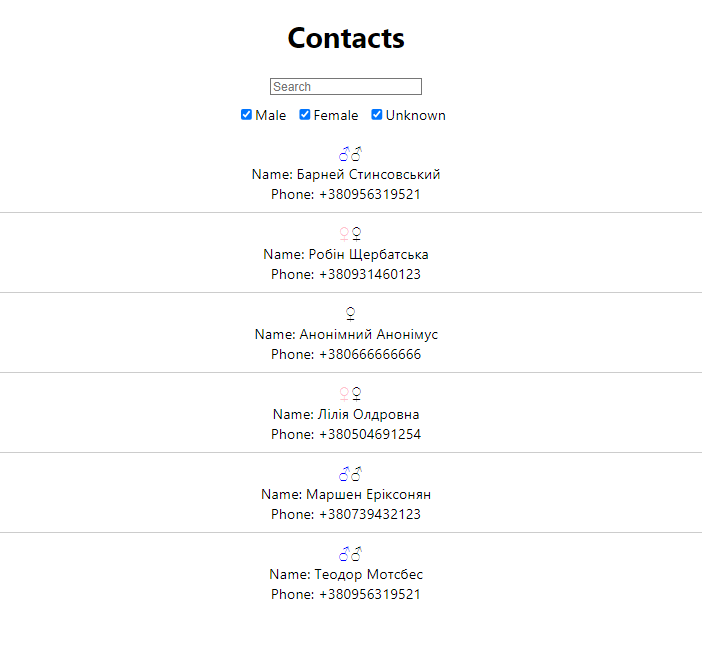 Contacts
Search
Male Female Unknown
♂♂
Name: Барней Стинсовський
Phone: +380956319521
♀♀
Name: Робін Щербатська
Phone: +380931460123
♀
Name: Анонімний Анонімус
Phone: +380666666666
♀♀
Name: Лілія Олдровна
Phone: +380504691254
♂♂
Name: Маршен Еріксонян
Phone: +380739432123
♂♂
Name: Теодор Мотсбес
Phone: +380956319521